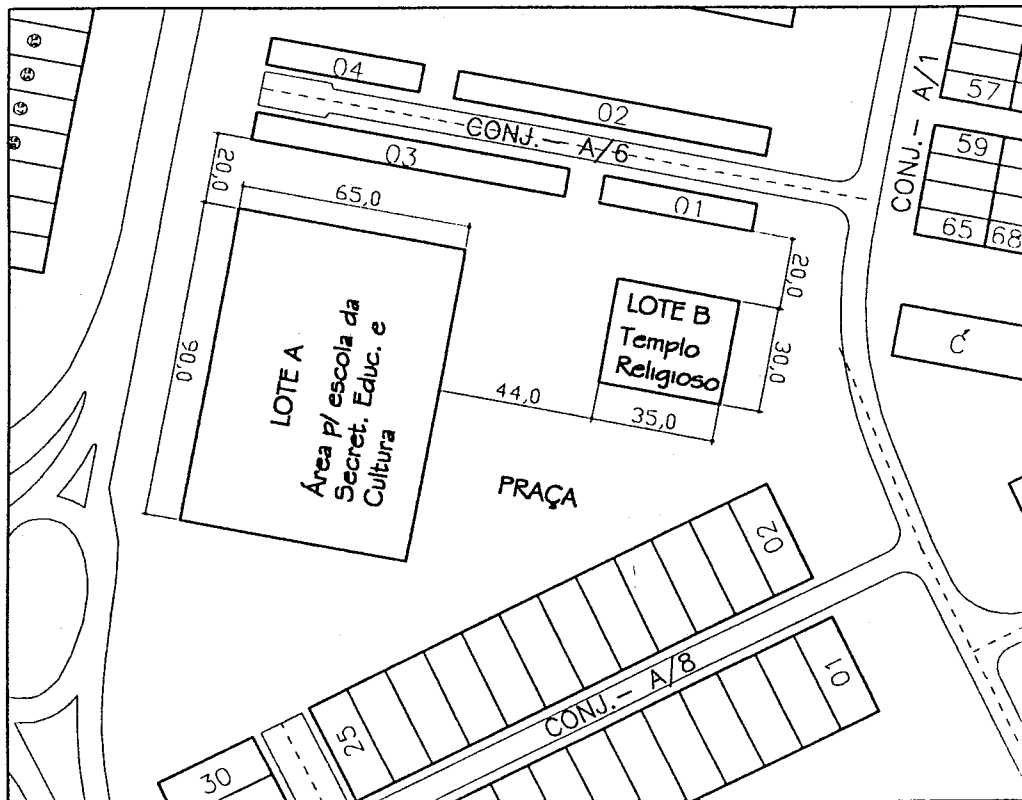 04
02
CONJ. – A/6
03
01
CONJ. – A/1
57
59
65
68
20,0
65,0
90,0
LOTE A
Área p/ escola da
Secret. Educ. e
Cultura
20,0
30,0
LOTE B
Templo
Religioso
44,0
35,0
C
PRAÇA
02
25
CONJ. – A/8
01
30